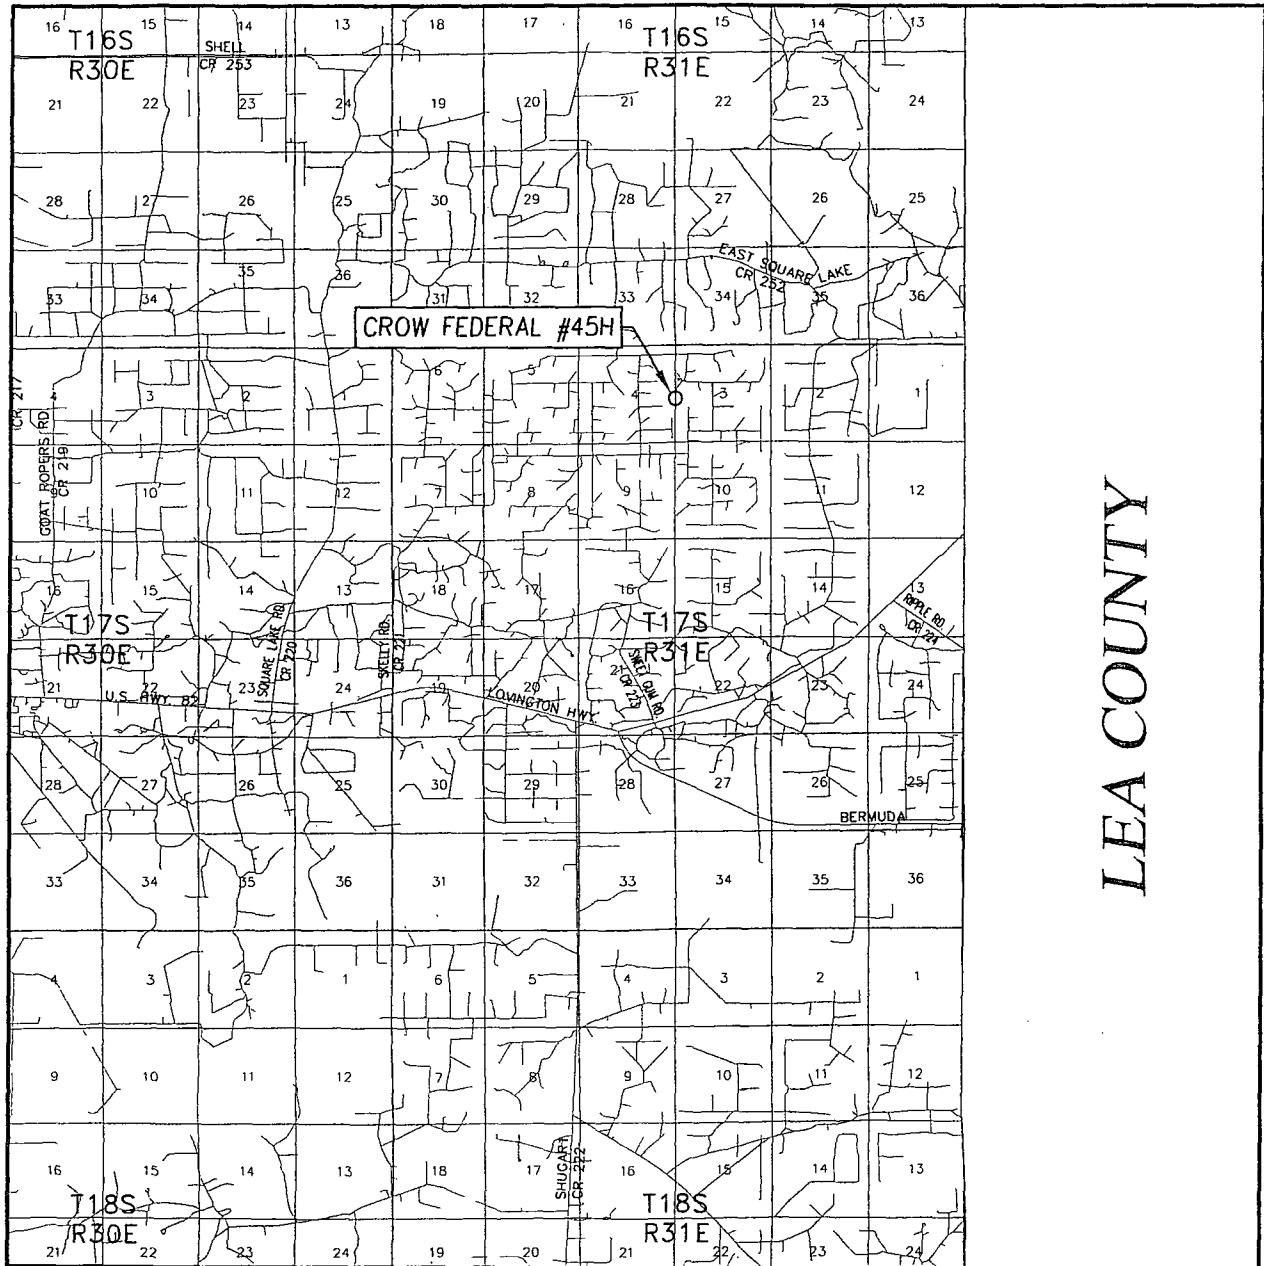 16 15 14 13 18 17 16 15 14 13
T16S
R30E
SHELL
CR 253
T16S
R31E
21 22 23 24 19 20 21 22 23 24
28 27 26 25 30 29 28 27 26 25
EAST SQUARE LAKE
CR 252
33 34 35 36 31 32 33 34 35 36
CROW FEDERAL #45H
CR 217
4 3 2 1 6 5 4 3 2 1
GOAT ROPERS RD
CR 219
9 10 11 12 7 8 9 10 11 12
16 15 14 13 18 17 16 15 14 13
T17S
R30E
SQUARE LAKE RD
CR 220
SKELLY RD
CR 221
T17S
R31E
SWEET GUM RD
CR 223
RIPPLE RD
CR 224
21 22 23 24 19 20 21 22 23 24
U.S. HWY 82
LOVINGTON HWY
28 27 26 25 30 29 28 27 26 25
BERMUDA
33 34 35 36 31 32 33 34 35 36
4 3 2 1 6 5 4 3 2 1
9 10 11 12 7 8 9 10 11 12
16 15 14 13 18 17 16 15 14 13
SHUGART
CR 222
T18S
R30E
T18S
R31E
21 22 23 24 19 20 21 22 23 24
LEA COUNTY